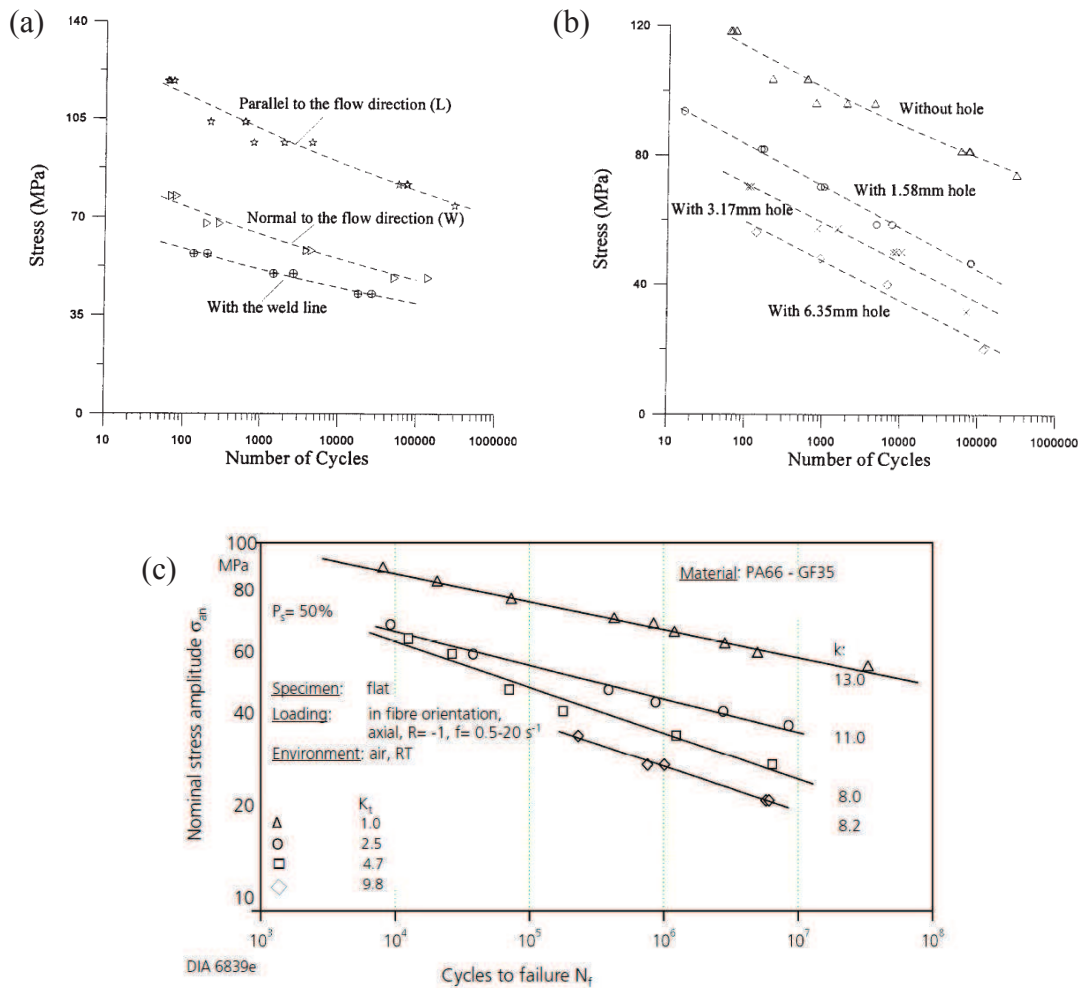 (a)
140
105
70
35
0
Stress (MPa)
Parallel to the flow direction (L)
Normal to the flow direction (W)
With the weld line
10 100 1000 10000 100000 1000000
Number of Cycles
(b)
120
80
40
0
Stress (MPa)
Without hole
With 1.58mm hole
With 3.17mm hole
With 6.35mm hole
10 100 1000 10000 100000 1000000
Number of Cycles
(c)
100
MPa
80
60
40
20
10
Nominal stress amplitude σan
Material: PA66 - GF35
Ps= 50%
Specimen: flat
Loading: in fibre orientation,
axial, R= -1, f= 0.5-20 s-1
Environment: air, RT
Kt
1.0
2.5
4.7
9.8
k:
13.0
11.0
8.0
8.2
10³ 10⁴ 10⁵ 10⁶ 10⁷ 10⁸
DIA 6839e
Cycles to failure Nf